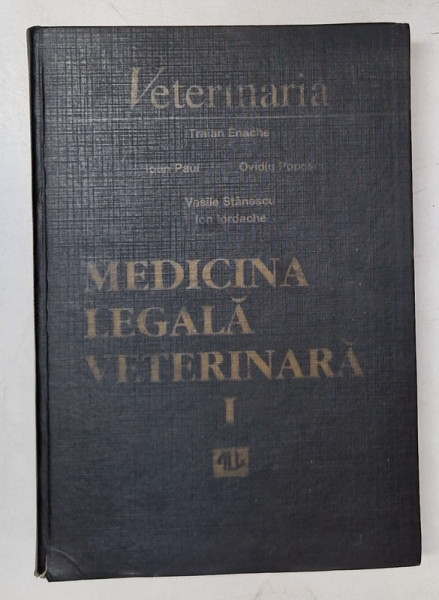 Veterinaria
Traian Enache
Ioan Paul Ovidiu Popescu
Vasile Stănescu
Ion Iordache
MEDICINA
LEGALĂ
VETERINARĂ
I